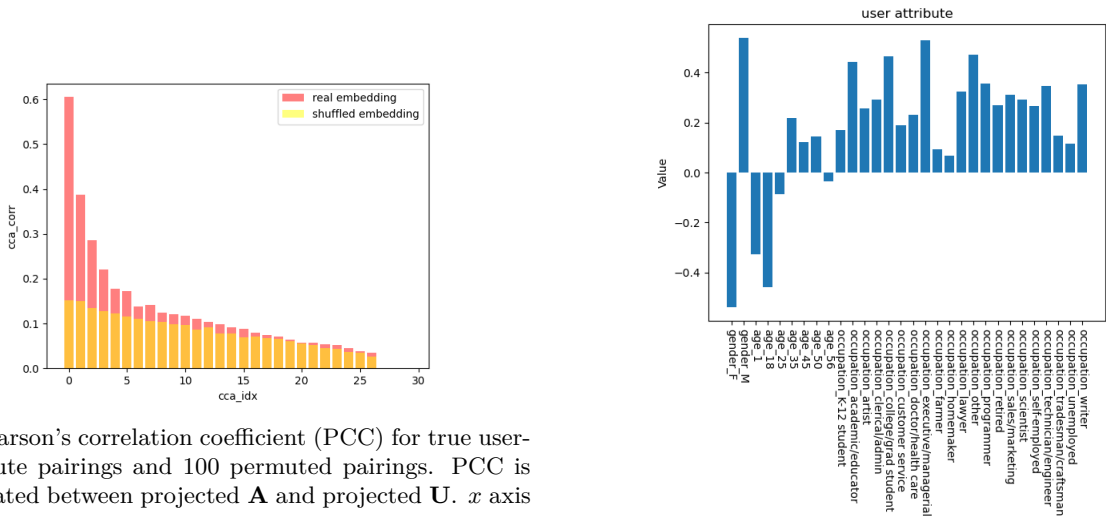 real embedding
shuffled embedding
0.6
0.5
0.4
0.3
0.2
0.1
0.0
cca_corr
0
5
10
15
20
25
30
cca_idx
arson's correlation coefficient (PCC) for true user-
ute pairings and 100 permuted pairings. PCC is
ated between projected A and projected U. x axis
user attribute
0.4
0.2
0.0
−0.2
−0.4
Value
gender_F
gender_M
age_1
age_18
age_25
age_35
age_45
age_50
age_56
occupation_K-12 student
occupation_academic/educator
occupation_artist
occupation_clerical/admin
occupation_college/grad student
occupation_customer service
occupation_doctor/health care
occupation_executive/managerial
occupation_farmer
occupation_homemaker
occupation_lawyer
occupation_other
occupation_programmer
occupation_retired
occupation_sales/marketing
occupation_scientist
occupation_self-employed
occupation_technician/engineer
occupation_tradesman/craftsman
occupation_unemployed
occupation_writer